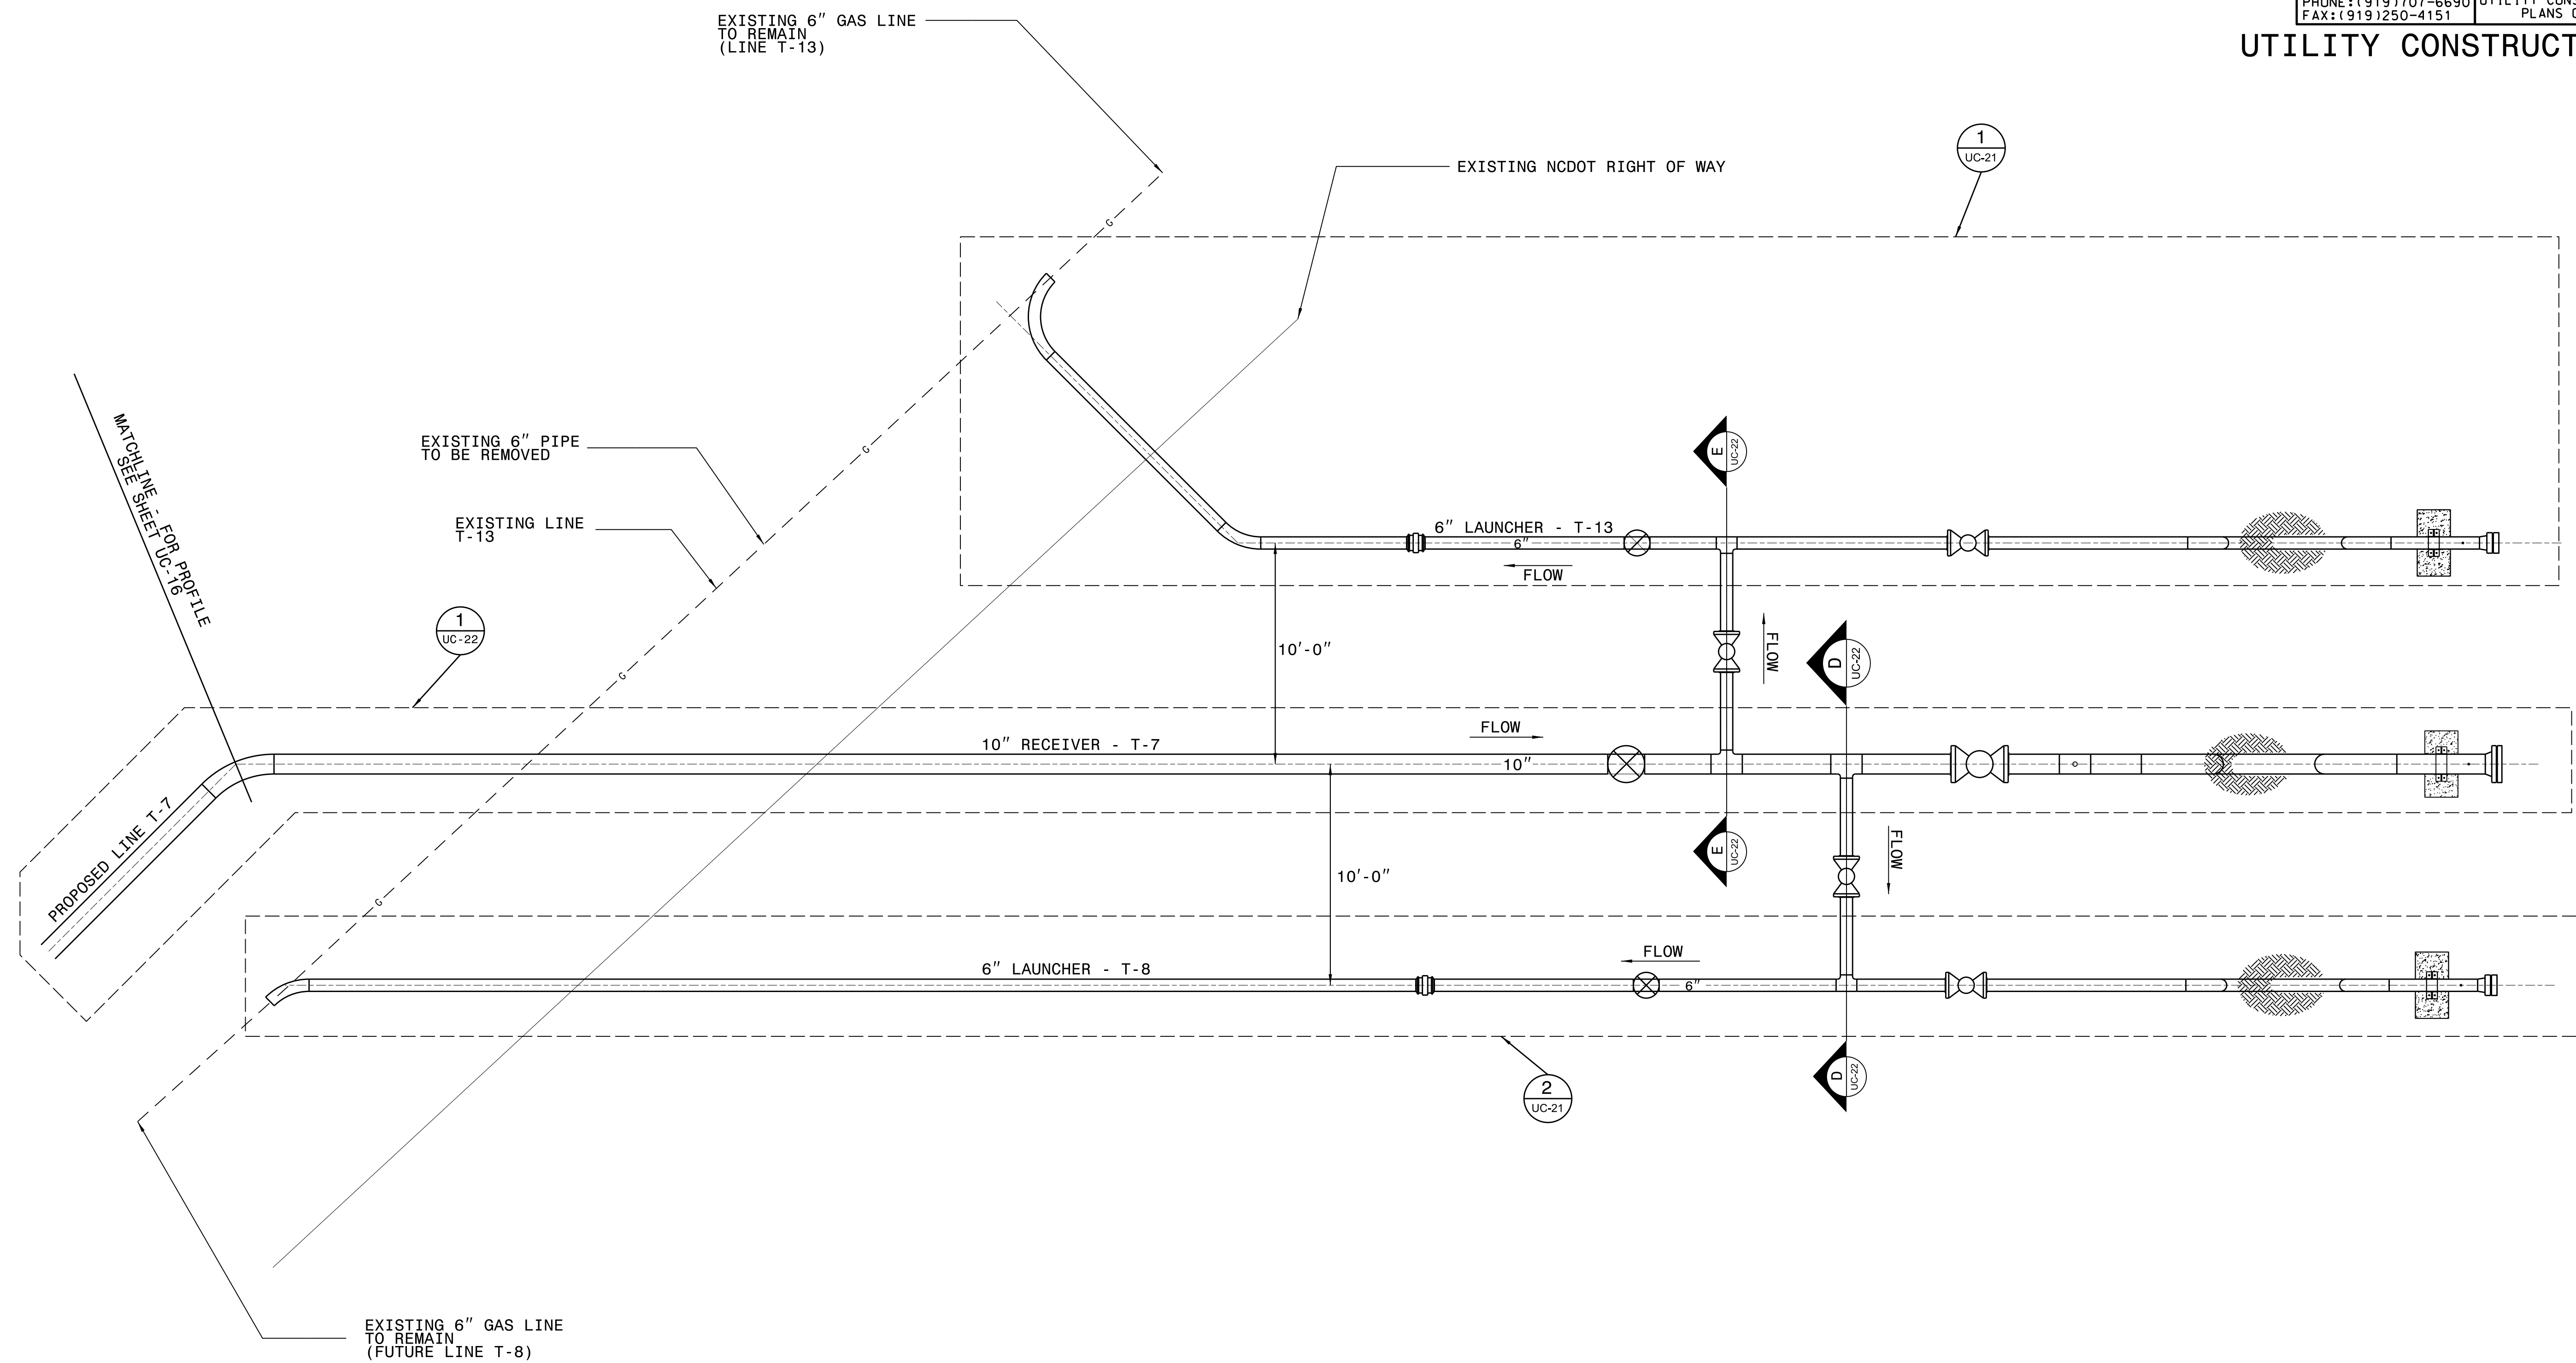 PHONE:(919)707-6690
FAX:(919)250-4151
PLANS
UTILITY CONSTRUCT
EXISTING 6" GAS LINE
TO REMAIN
(LINE T-13)
1
UC-21
EXISTING NCDOT RIGHT OF WAY
G
MATCHLINE - FOR PROFILE
SEE SHEET UC-16
EXISTING 6" PIPE
TO BE REMOVED
G
EXISTING LINE
T-13
E
UC-22
6" LAUNCHER - T-13
6"
FLOW
1
UC-22
10'-0"
FLOW
D
UC-22
G
FLOW
10" RECEIVER - T-7
10"
PROPOSED LINE T-7
E
UC-22
FLOW
10'-0"
G
FLOW
6" LAUNCHER - T-8
6"
2
UC-21
D
UC-22
EXISTING 6" GAS LINE
TO REMAIN
(FUTURE LINE T-8)